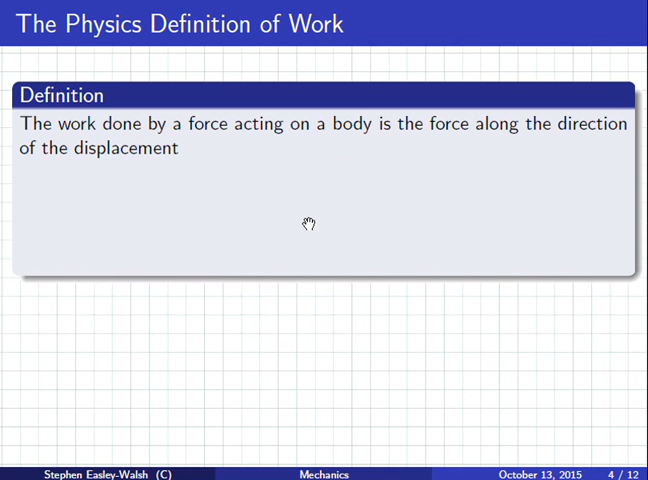 The Physics Definition of Work
Definition
The work done by a force acting on a body is the force along the direction
of the displacement
Stephen Easley-Walsh (C)
Mechanics
October 13, 2015
4 / 12